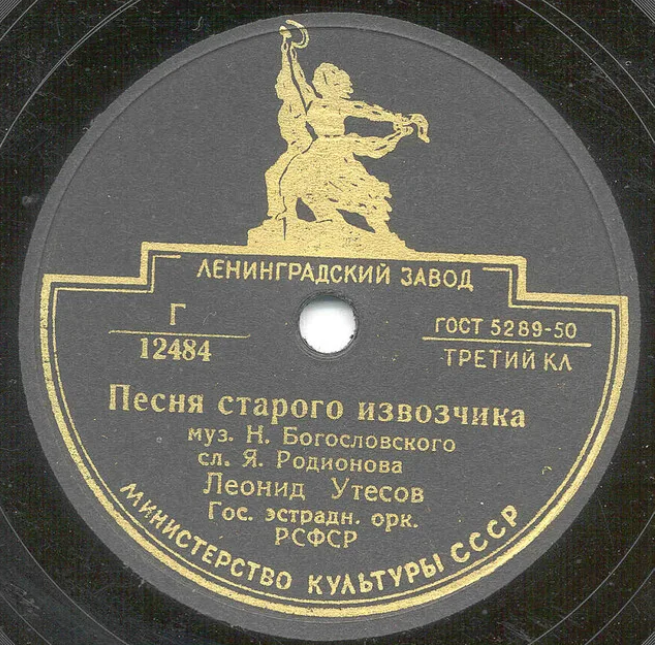 ЛЕНИНГРАДСКИЙ ЗАВОД
Г
12484
ГОСТ 5289-50
ТРЕТИЙ КЛ
Песня старого извозчика
муз. Н. Богословского
сл. Я. Родионова
Леонид Утесов
Гос. эстрадн. орк.
РСФСР
МИНИСТЕРСТВО КУЛЬТУРЫ СССР